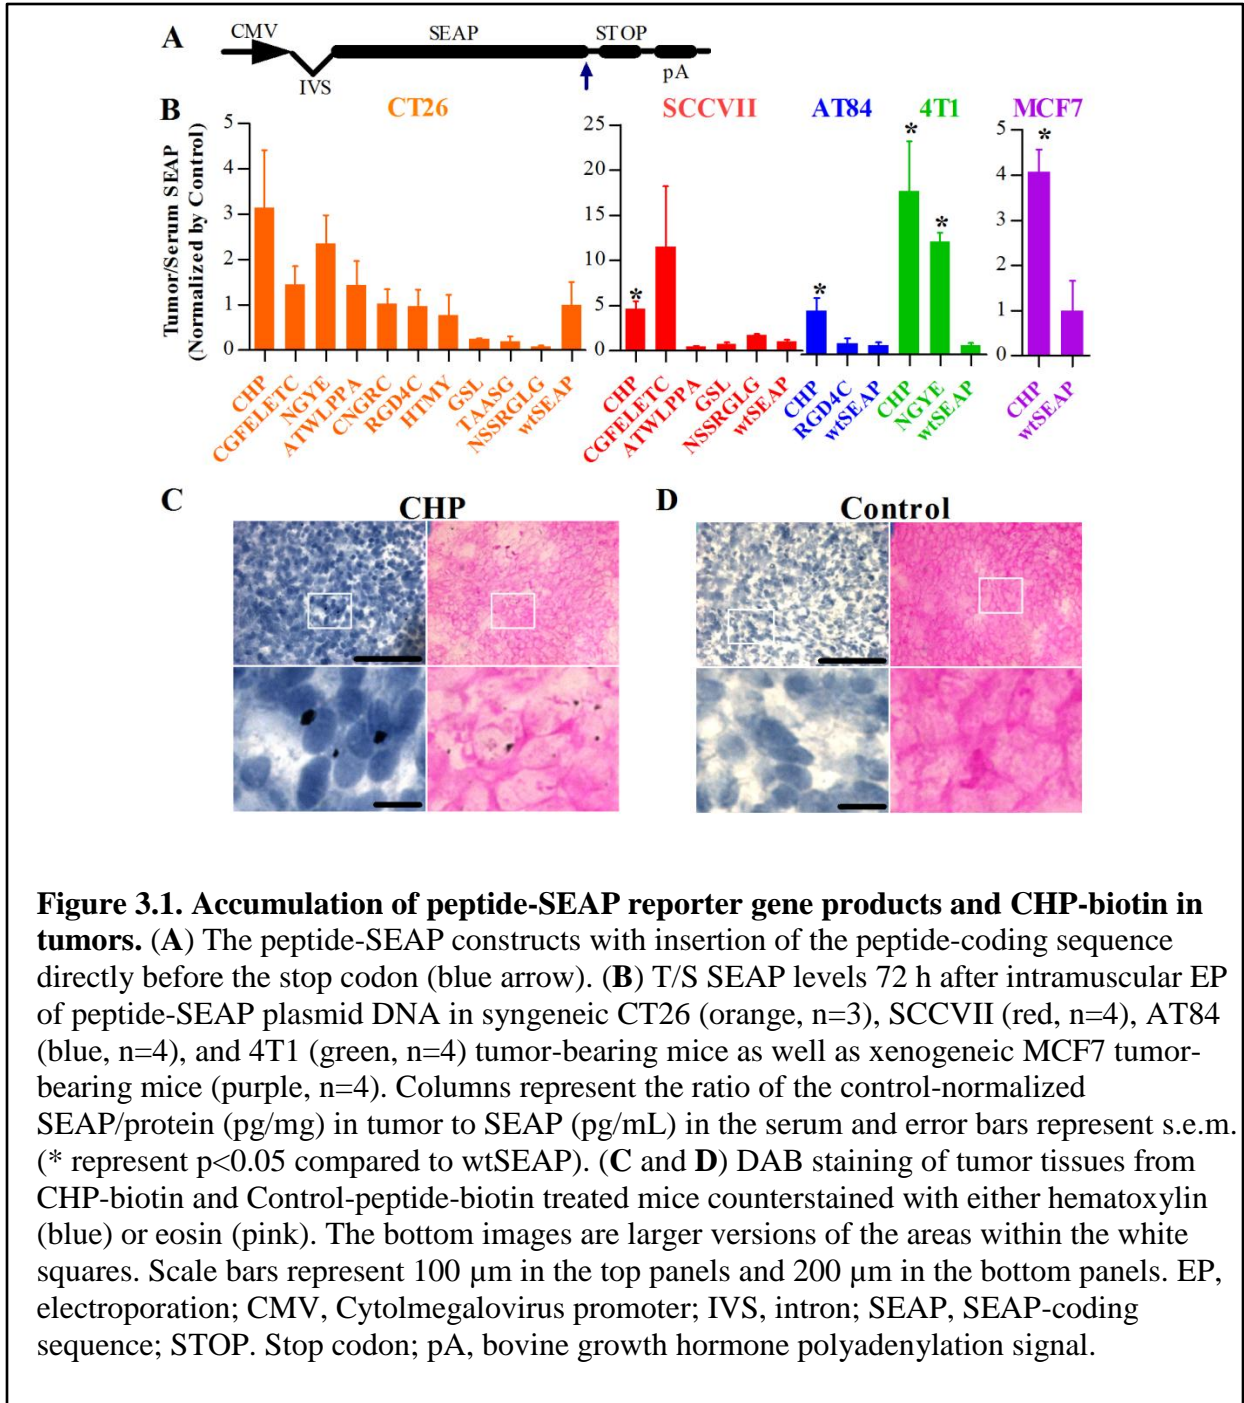 A
CMV
SEAP
STOP
IVS
pA
B
CT26
SCCVII
AT84
4T1
MCF7
Tumor/Serum SEAP
(Normalized by Control)
5
4
3
2
1
0
CHP
CGFELETC
NGYE
ATWLPPA
CNGRC
RGD4C
HTMY
GSL
TAASG
NSSRGLG
wtSEAP
25
20
15
10
5
0
*
CHP
CGFELETC
ATWLPPA
GSL
NSSRGLG
wtSEAP
*
CHP
RGD4C
wtSEAP
*
*
CHP
NGYE
wtSEAP
5
4
3
2
1
0
*
CHP
wtSEAP
C
CHP
D
Control
Figure 3.1. Accumulation of peptide-SEAP reporter gene products and CHP-biotin in
tumors. (A) The peptide-SEAP constructs with insertion of the peptide-coding sequence
directly before the stop codon (blue arrow). (B) T/S SEAP levels 72 h after intramuscular EP
of peptide-SEAP plasmid DNA in syngeneic CT26 (orange, n=3), SCCVII (red, n=4), AT84
(blue, n=4), and 4T1 (green, n=4) tumor-bearing mice as well as xenogeneic MCF7 tumor-
bearing mice (purple, n=4). Columns represent the ratio of the control-normalized
SEAP/protein (pg/mg) in tumor to SEAP (pg/mL) in the serum and error bars represent s.e.m.
(* represent p<0.05 compared to wtSEAP). (C and D) DAB staining of tumor tissues from
CHP-biotin and Control-peptide-biotin treated mice counterstained with either hematoxylin
(blue) or eosin (pink). The bottom images are larger versions of the areas within the white
squares. Scale bars represent 100 µm in the top panels and 200 µm in the bottom panels. EP,
electroporation; CMV, Cytolmegalovirus promoter; IVS, intron; SEAP, SEAP-coding
sequence; STOP. Stop codon; pA, bovine growth hormone polyadenylation signal.